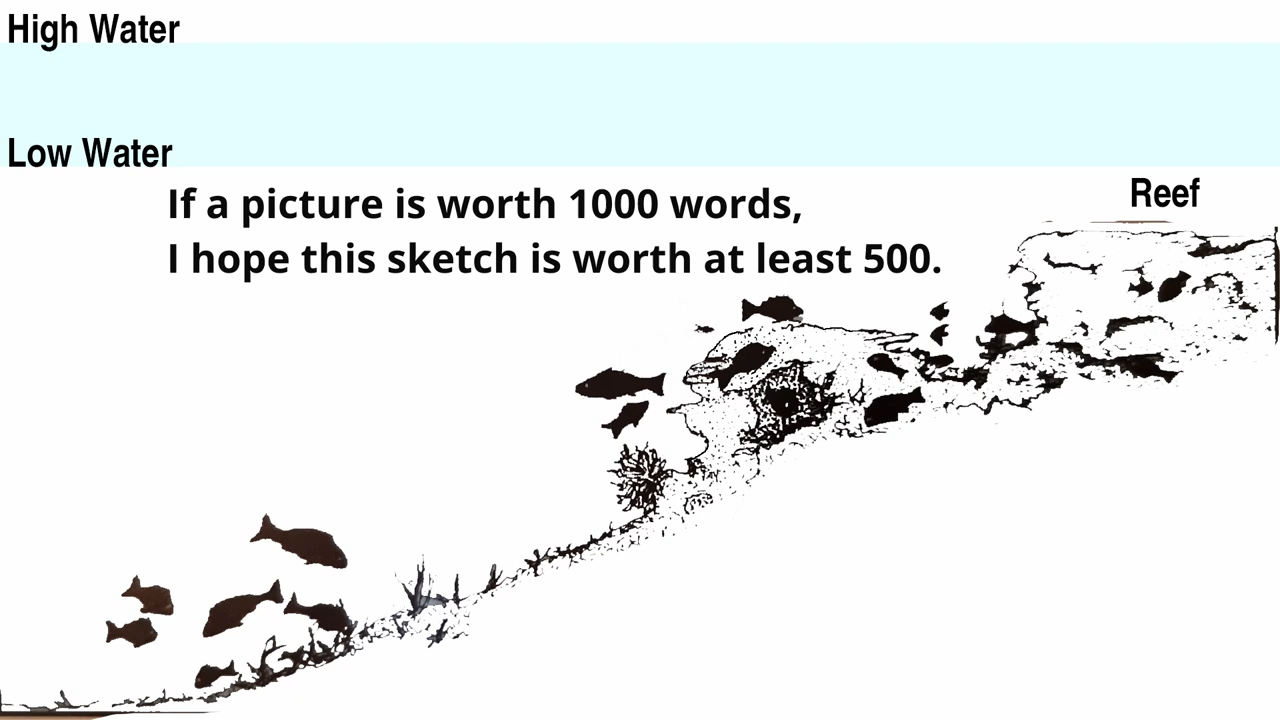 High Water
Low Water
Reef
If a picture is worth 1000 words,
I hope this sketch is worth at least 500.